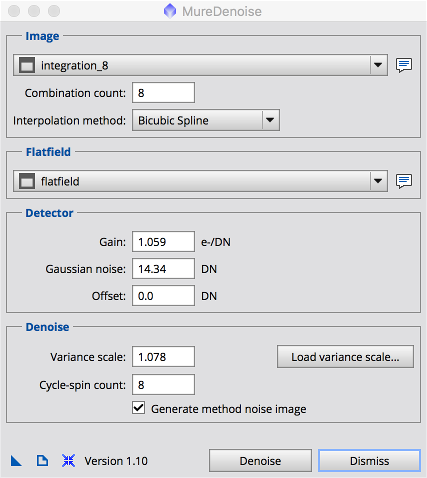 MureDenoise
Image
integration_8
Combination count: 8
Interpolation method: Bicubic Spline
Flatfield
flatfield
Detector
Gain: 1.059 e-/DN
Gaussian noise: 14.34 DN
Offset: 0.0 DN
Denoise
Variance scale: 1.078 Load variance scale...
Cycle-spin count: 8
Generate method noise image
Version 1.10 Denoise Dismiss